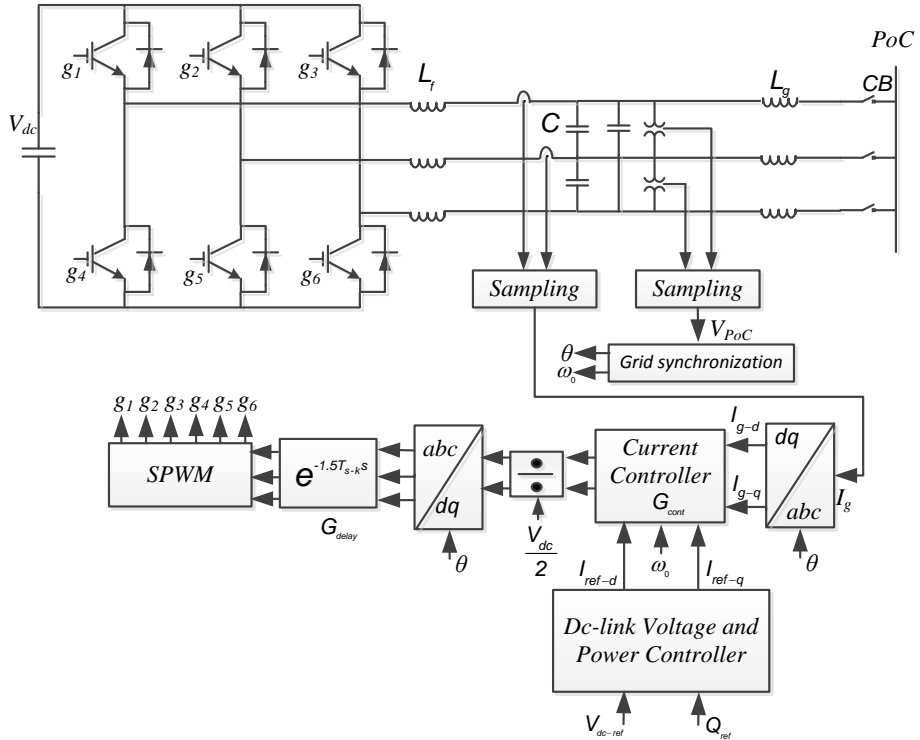 PoC
g1 g2 g3
Lf Lg CB
Vdc
C
g4 g5 g6
Sampling Sampling
VPoC
θ
ω0
Grid synchronization
g1 g2 g3 g4 g5 g6
SPWM
e-1.5Ts-ks
Gdelay
abc
dq
θ
Vdc
2
Current
Controller
Gcont
Ig-d
Ig-q
dq
abc
Ig
θ
Iref-d ω0 Iref-q
Dc-link Voltage and
Power Controller
Vdc-ref Qref